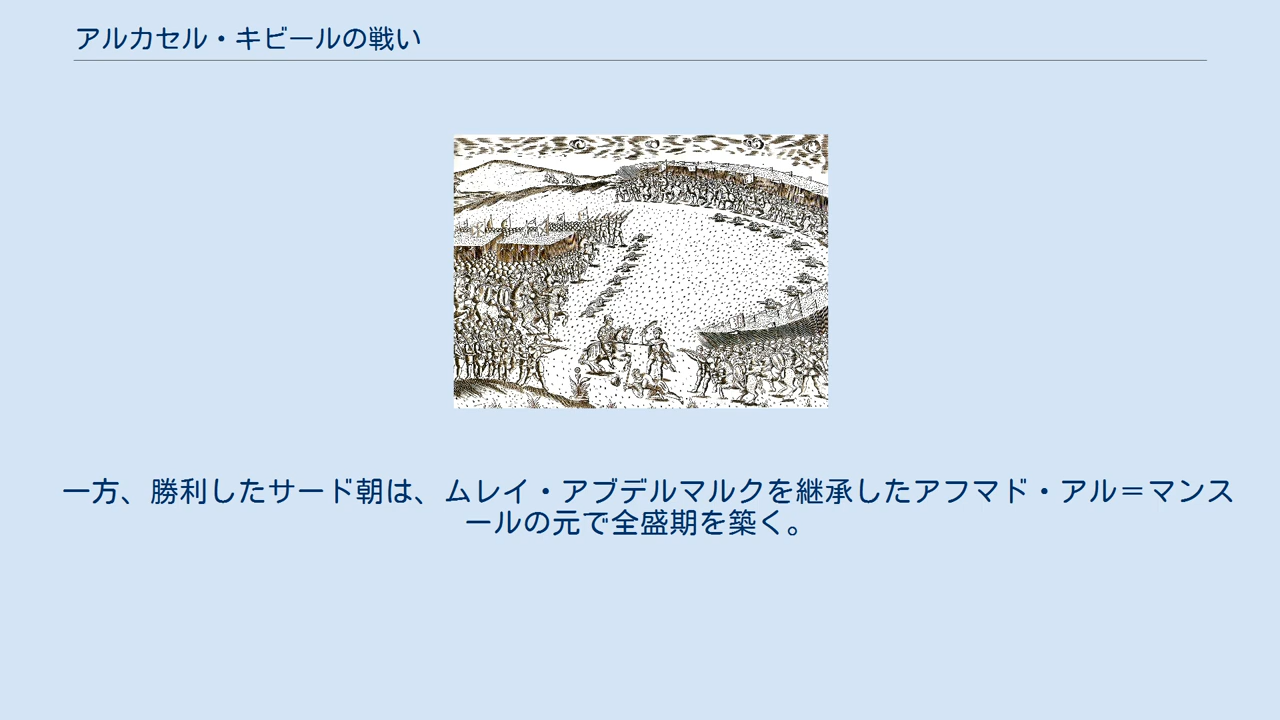 アルカセル・キビールの戦い
一方、勝利したサード朝は、ムレイ・アブデルマルクを継承したアフマド・アル＝マンス
ールの元で全盛期を築く。